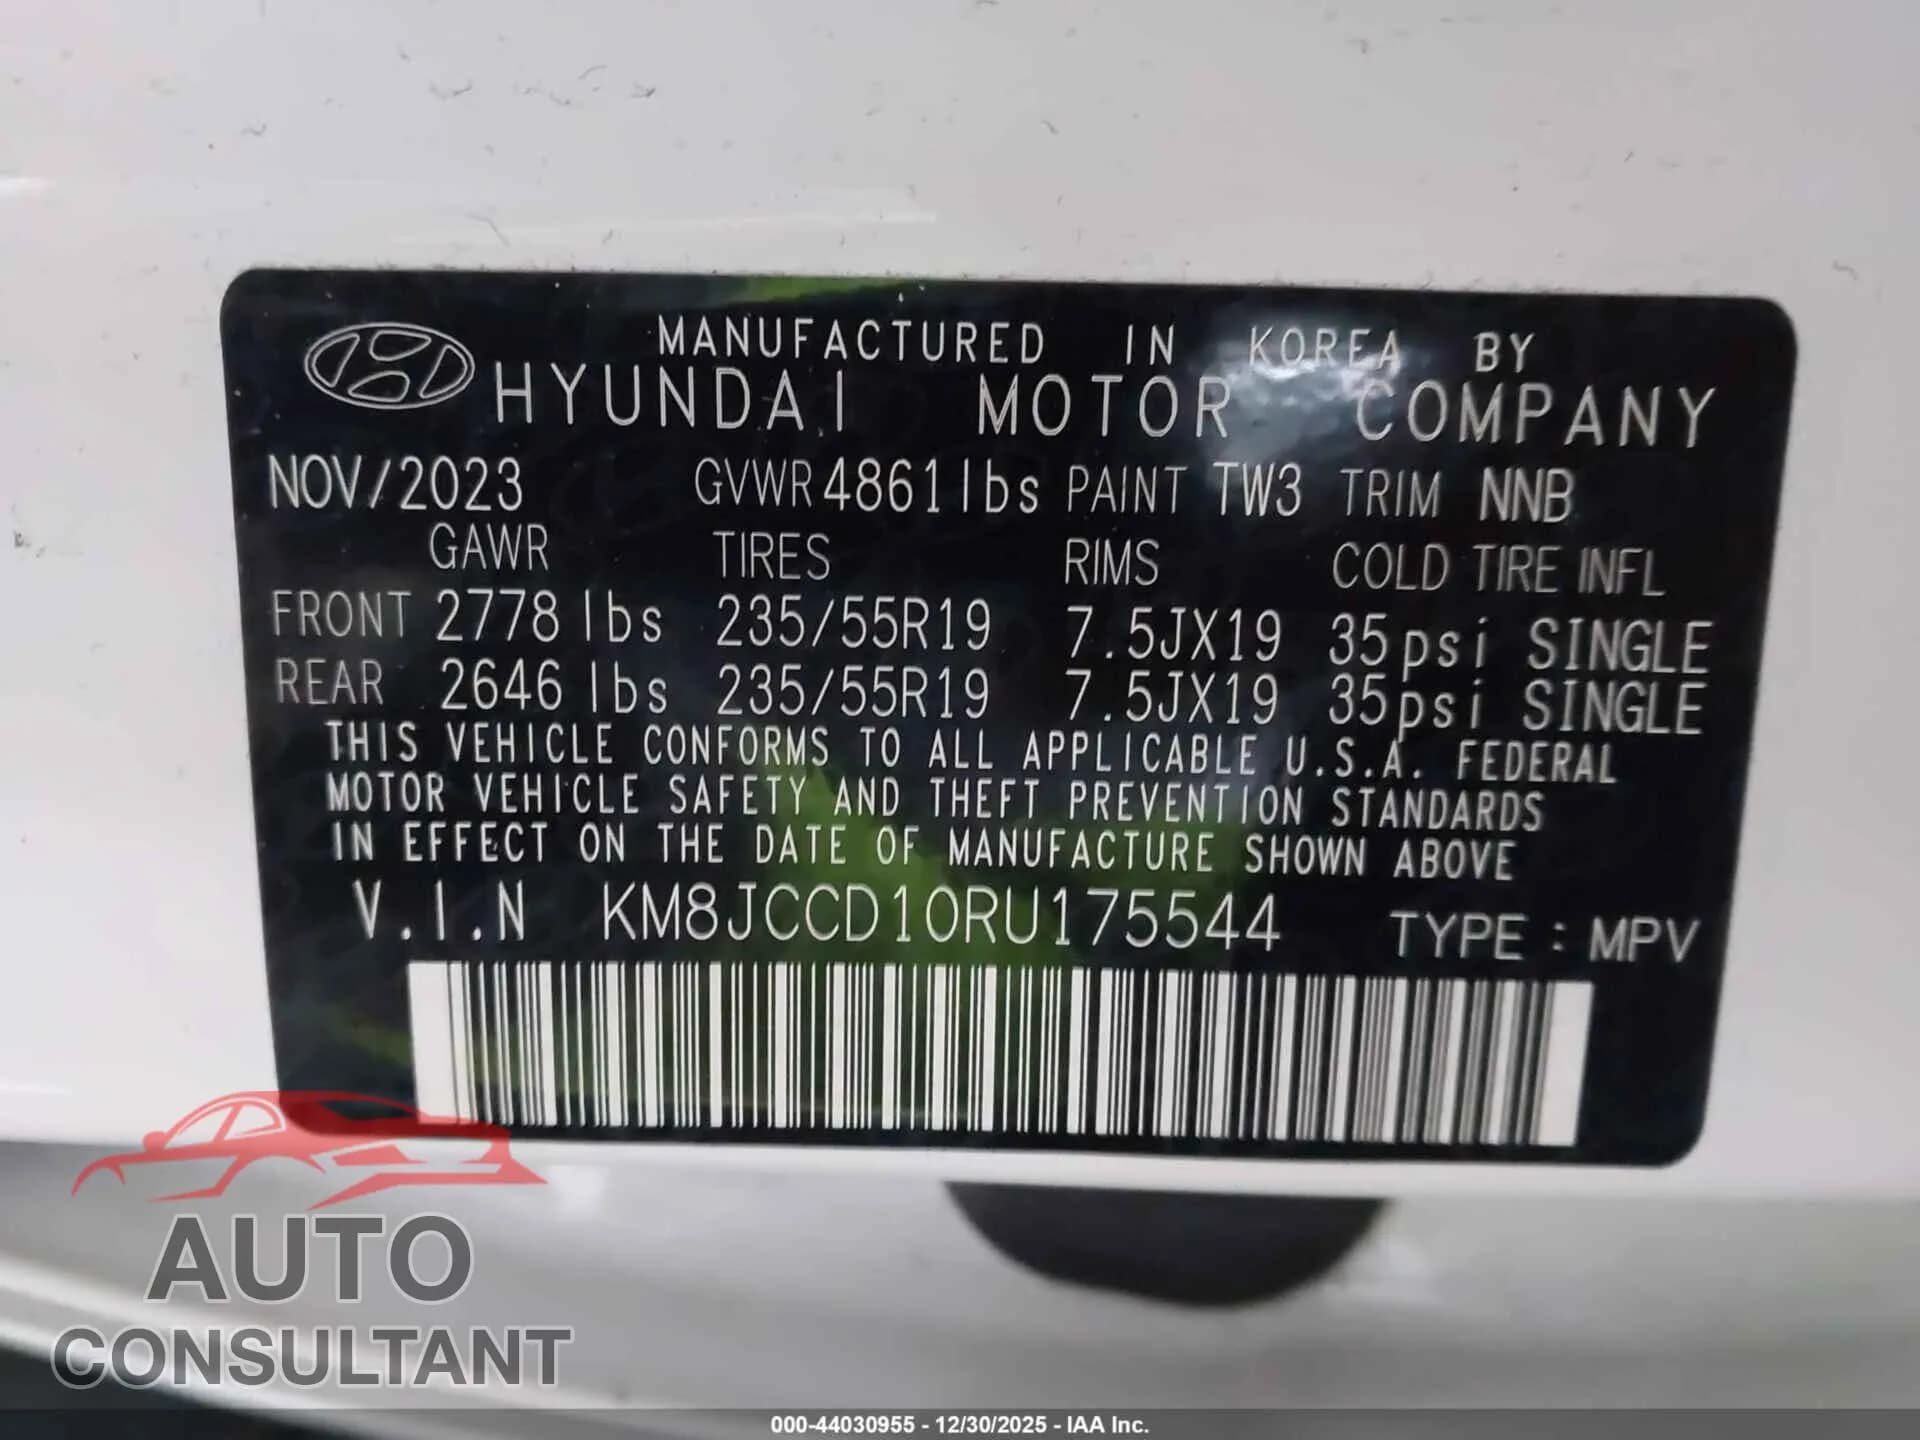 MANUFACTURED IN KOREA BY
HYUNDAI MOTOR COMPANY
NOV/2023 GVWR 4861lbs PAINT TW3 TRIM NNB
GAWR TIRES RIMS COLD TIRE INFL
FRONT 2778 lbs 235/55R19 7.5JX19 35psi SINGLE
REAR 2646 lbs 235/55R19 7.5JX19 35psi SINGLE
THIS VEHICLE CONFORMS TO ALL APPLICABLE U.S.A. FEDERAL
MOTOR VEHICLE SAFETY AND THEFT PREVENTION STANDARDS
IN EFFECT ON THE DATE OF MANUFACTURE SHOWN ABOVE
V.I.N KM8JCCD10RU175544 TYPE : MPV
AUTO
CONSULTANT
000-44030955 - 12/30/2025 - IAA Inc.